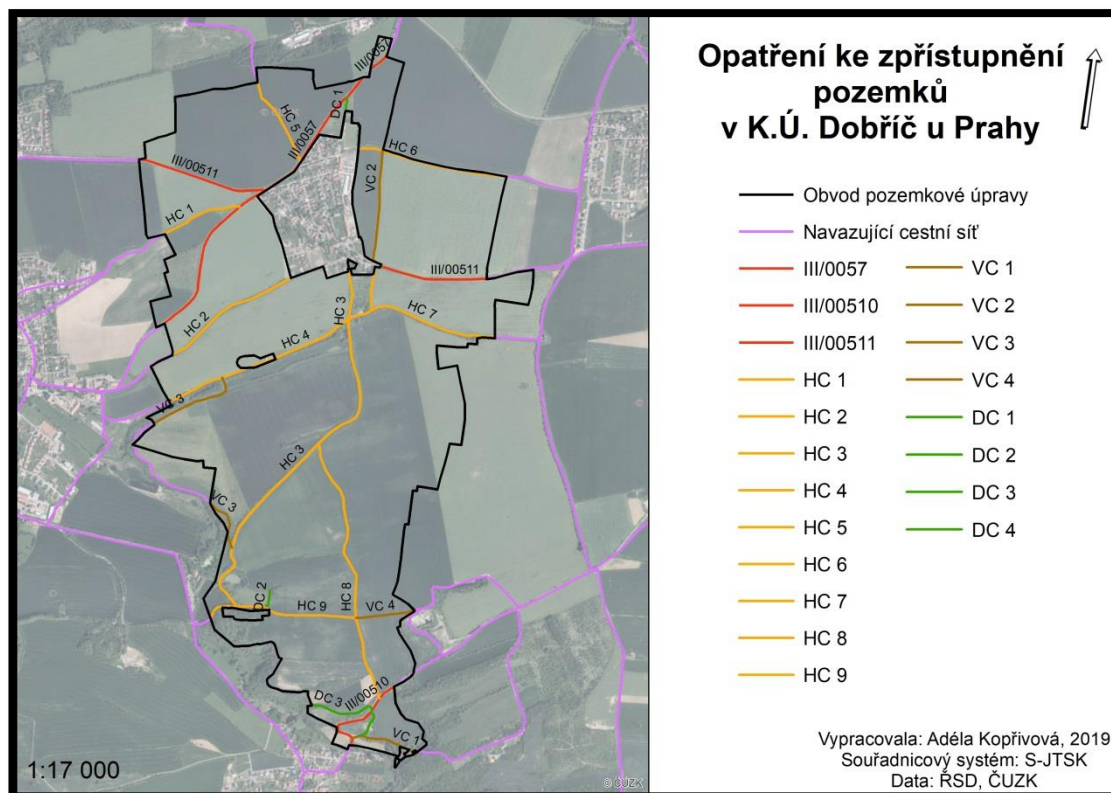 III/0057
DC 1
HC 5
III/0057
HC 6
III/00511
VC 2
HC 1
III/00511
HC 3
HC 2
HC 7
HC 4
VC 3
HC 3
VC 3
DC 2
HC 9
HC 8
VC 4
DC 3
III/00510
VC 1
1:17 000
© ČÚZK
Opatření ke zpřístupnění
pozemků
v K.Ú. Dobříč u Prahy
Obvod pozemkové úpravy
Navazující cestní síť
III/0057
III/00510
III/00511
HC 1
HC 2
HC 3
HC 4
HC 5
HC 6
HC 7
HC 8
HC 9
VC 1
VC 2
VC 3
VC 4
DC 1
DC 2
DC 3
DC 4
Vypracovala: Adéla Kopřivová, 2019
Souřadnicový systém: S-JTSK
Data: ŘSD, ČUZK